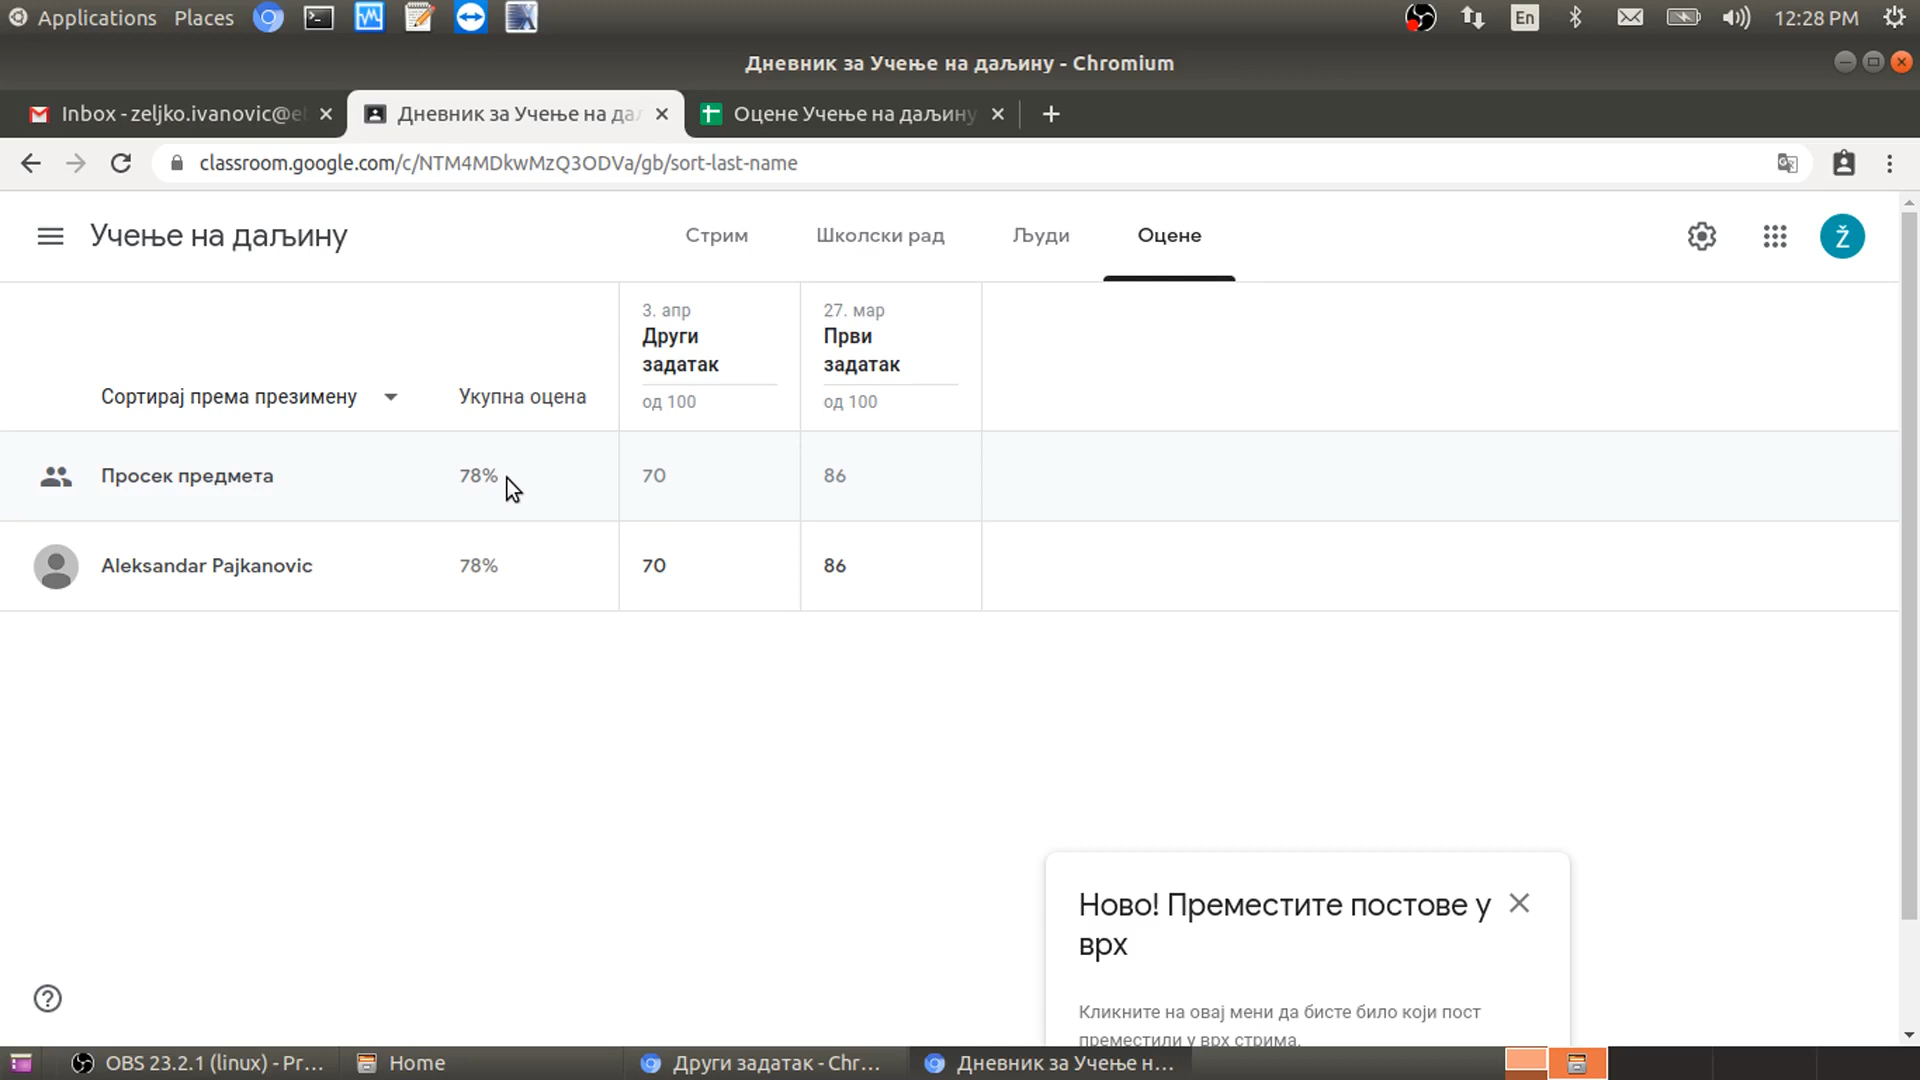 Applications Places En 12:28 PM
Дневник за Учење на даљину - Chromium
Inbox - zeljko.ivanovic@e Дневник за Учење на да Оцене Учење на даљину
classroom.google.com/c/NTM4MDkwMzQ3ODVa/gb/sort-last-name
Учење на даљину Стрим Школски рад Људи Оцене Ž
3. апр 27. мар
Други Први
задатак задатак
Сортирај према презимену Укупна оцена од 100 од 100
Просек предмета 78% 70 86
Aleksandar Pajkanovic 78% 70 86
Ново! Преместите постове у
врх
Кликните на овај мени да бисте било који пост
преместили у врх стрима.
OBS 23.2.1 (linux) - Pr... Home Други задатак - Chr... Дневник за Учење н...